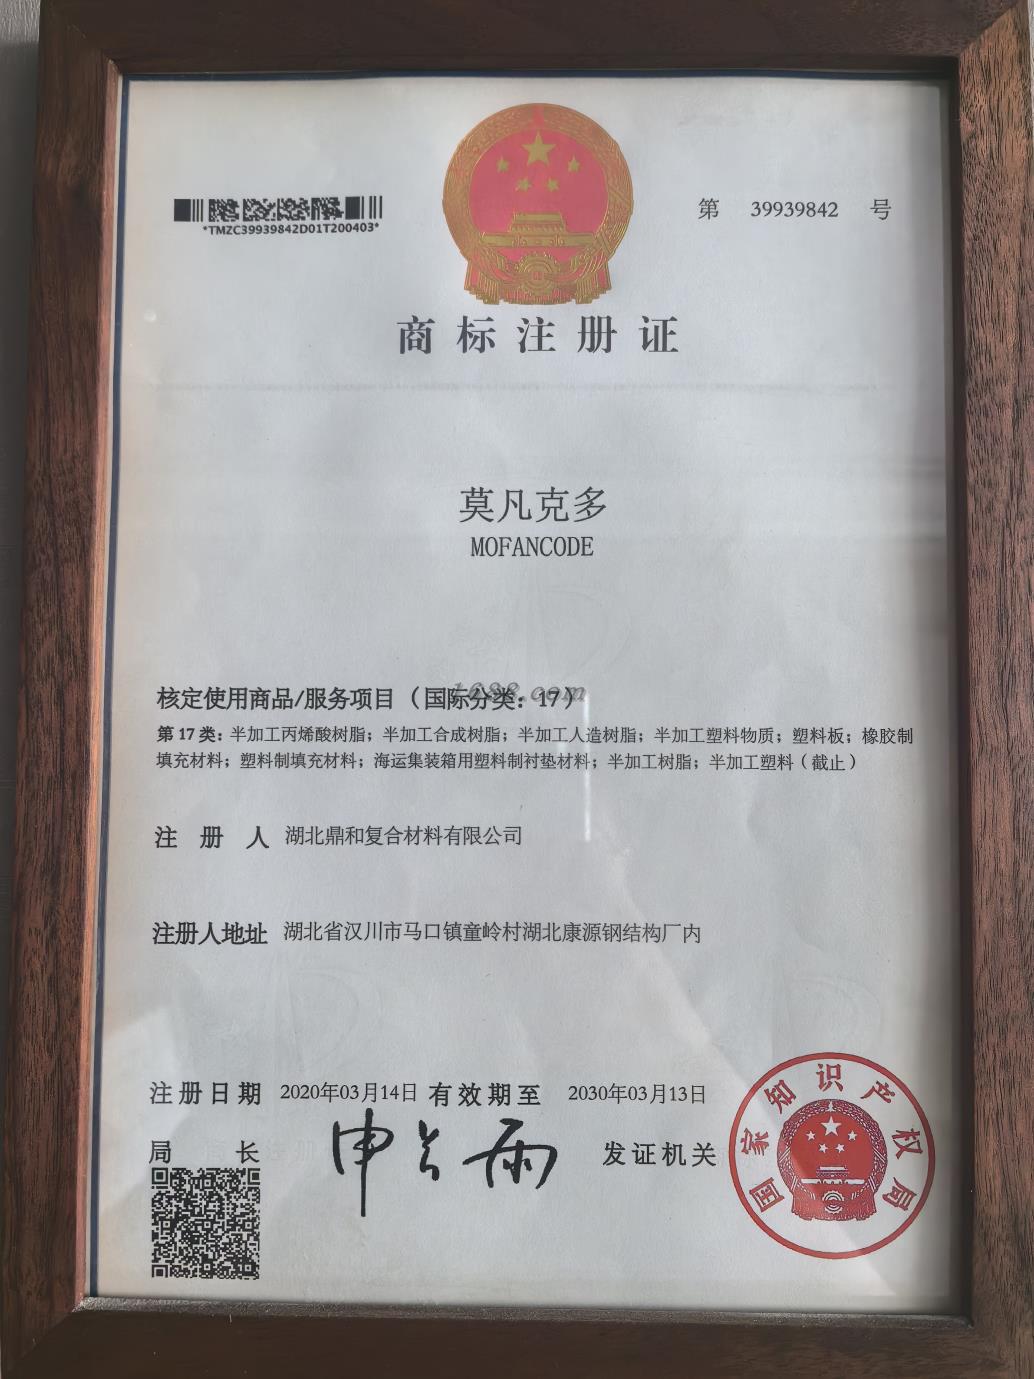 第 39939842 号
*TMZC39939842D01T200403*
商标注册证
莫凡克多
MOFANCODE
1688.com
核定使用商品/服务项目（国际分类：17）
第 17 类：半加工丙烯酸树脂；半加工合成树脂；半加工人造树脂；半加工塑料物质；塑料板；橡胶制
填充材料；塑料制填充材料；海运集装箱用塑料制衬垫材料；半加工树脂；半加工塑料（截止）
注册人 湖北鼎和复合材料有限公司
注册人地址 湖北省汉川市马口镇童岭村湖北康源钢结构厂内
注册日期 2020年03月14日 有效期至 2030年03月13日
局长 申长雨 发证机关
国家知识产权局